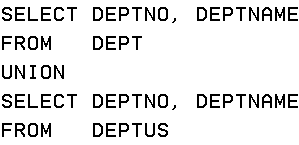 SELECT DEPTNO, DEPTNAME
FROM   DEPT
UNION
SELECT DEPTNO, DEPTNAME
FROM   DEPTUS